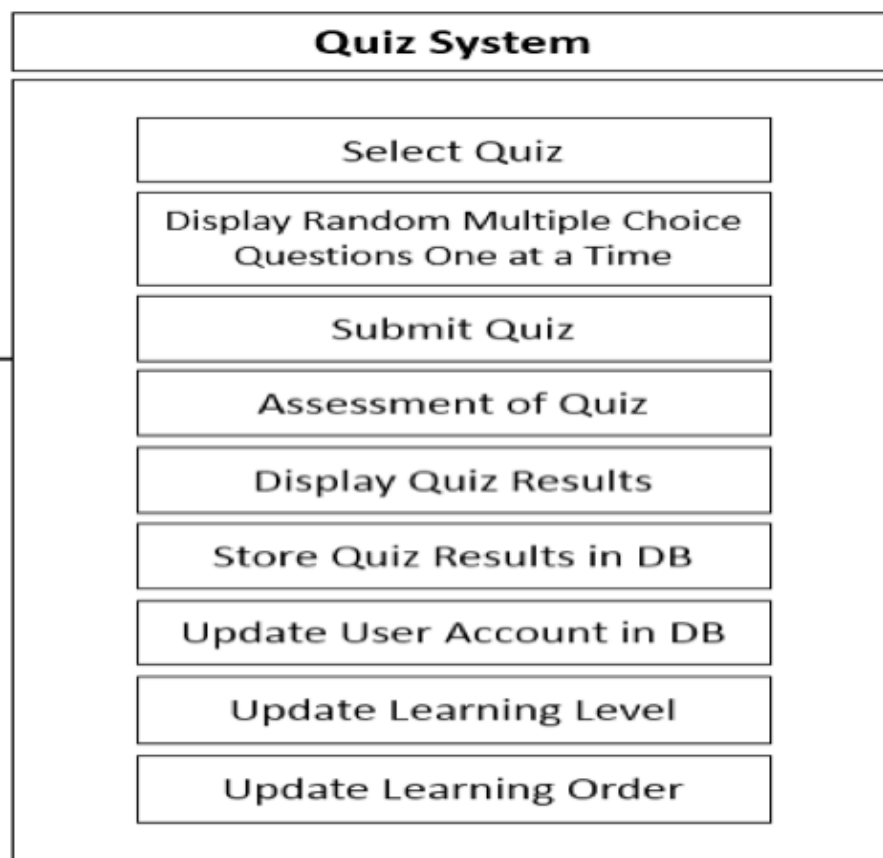 Quiz System
Select Quiz
Display Random Multiple Choice
Questions One at a Time
Submit Quiz
Assessment of Quiz
Display Quiz Results
Store Quiz Results in DB
Update User Account in DB
Update Learning Level
Update Learning Order